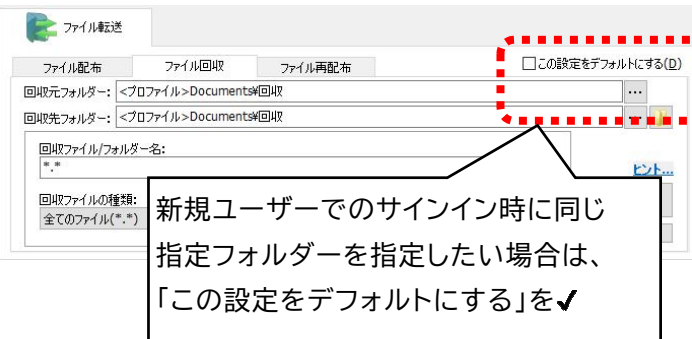 ファイル転送
ファイル配布 ファイル回収 ファイル再配布
□この設定をデフォルトにする(D)
回収元フォルダー: <プロファイル>Documents¥回収 ...
回収先フォルダー: <プロファイル>Documents¥回収 ...
回収ファイル/フォルダー名:
*.*
ヒント...
回収ファイルの種類:
全てのファイル(*.*)
新規ユーザーでのサインイン時に同じ
指定フォルダーを指定したい場合は、
「この設定をデフォルトにする」を✔